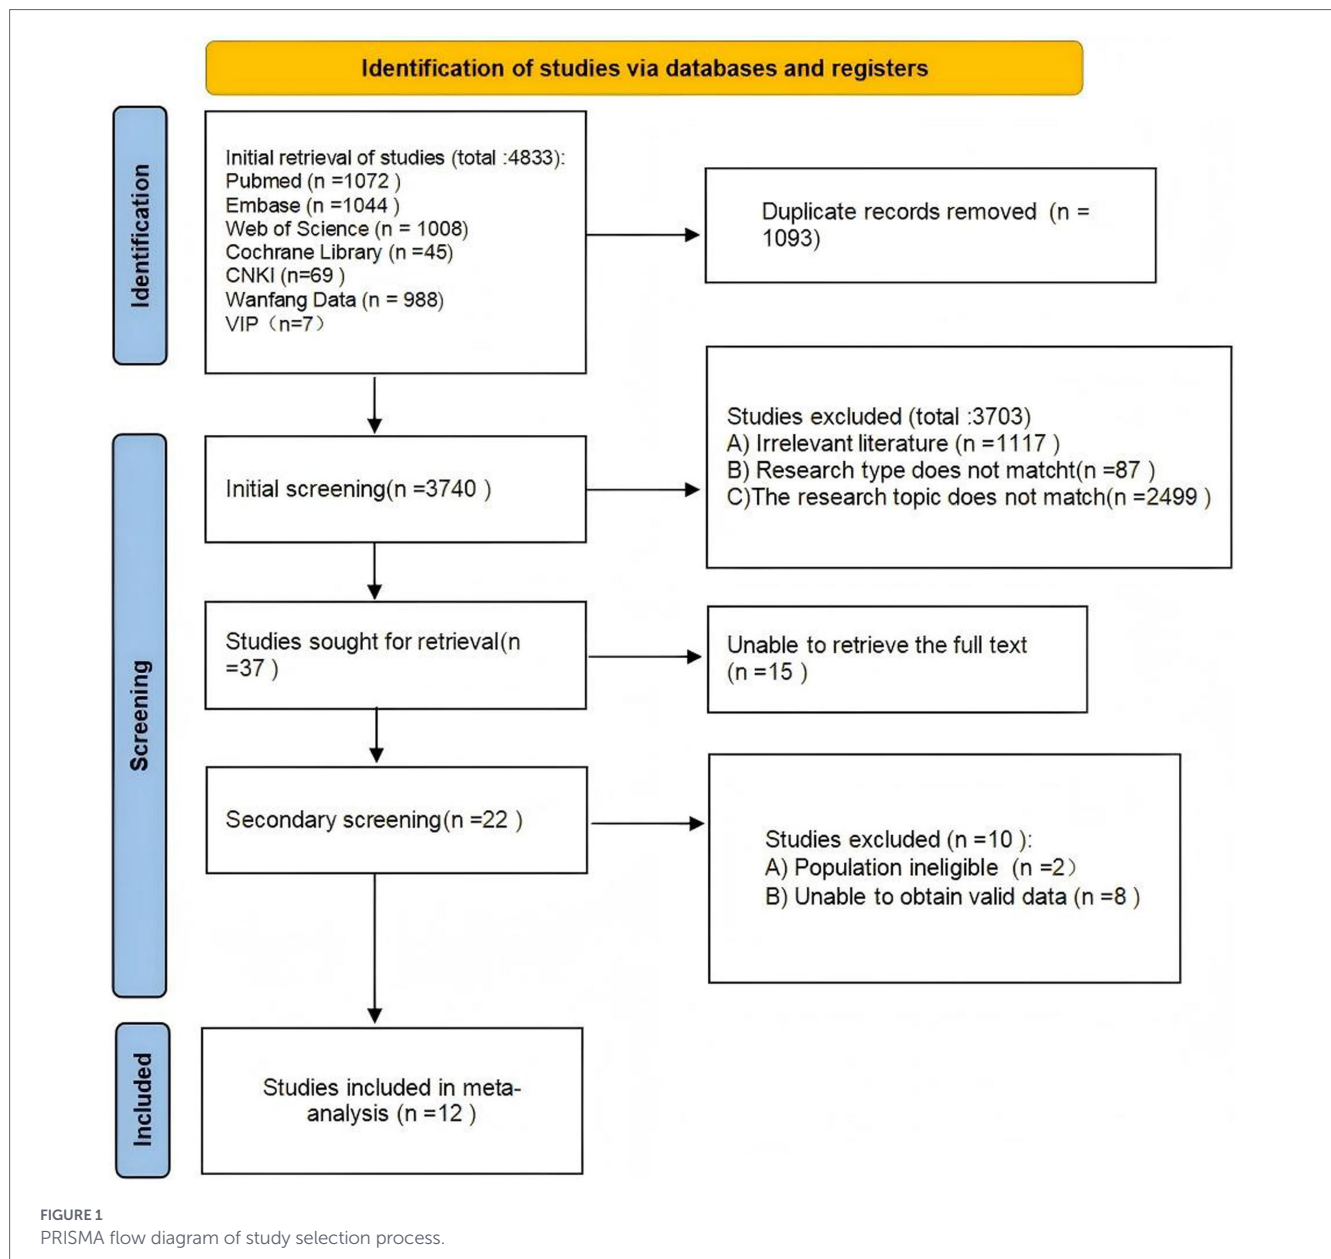 Identification of studies via databases and registers
Identification
Initial retrieval of studies (total :4833):
Pubmed (n =1072 )
Embase (n =1044 )
Web of Science (n = 1008)
Cochrane Library (n =45)
CNKI (n=69 )
Wanfang Data (n = 988)
VIP（n=7）
Duplicate records removed (n =
1093)
Screening
Initial screening(n =3740 )
Studies excluded (total :3703)
A) Irrelevant literature (n =1117 )
B) Research type does not matcht(n =87 )
C)The research topic does not match(n =2499 )
Studies sought for retrieval(n
=37 )
Unable to retrieve the full text
(n =15 )
Secondary screening(n =22 )
Studies excluded (n =10 ):
A) Population ineligible (n =2）
B) Unable to obtain valid data (n =8 )
Included
Studies included in meta-
analysis (n =12 )
FIGURE 1
PRISMA flow diagram of study selection process.